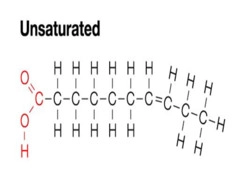 Unsaturated
H H H H H H H H H
O
C-C-C-C-C-C-C=C-C-C-H
O H H H H H H H
H